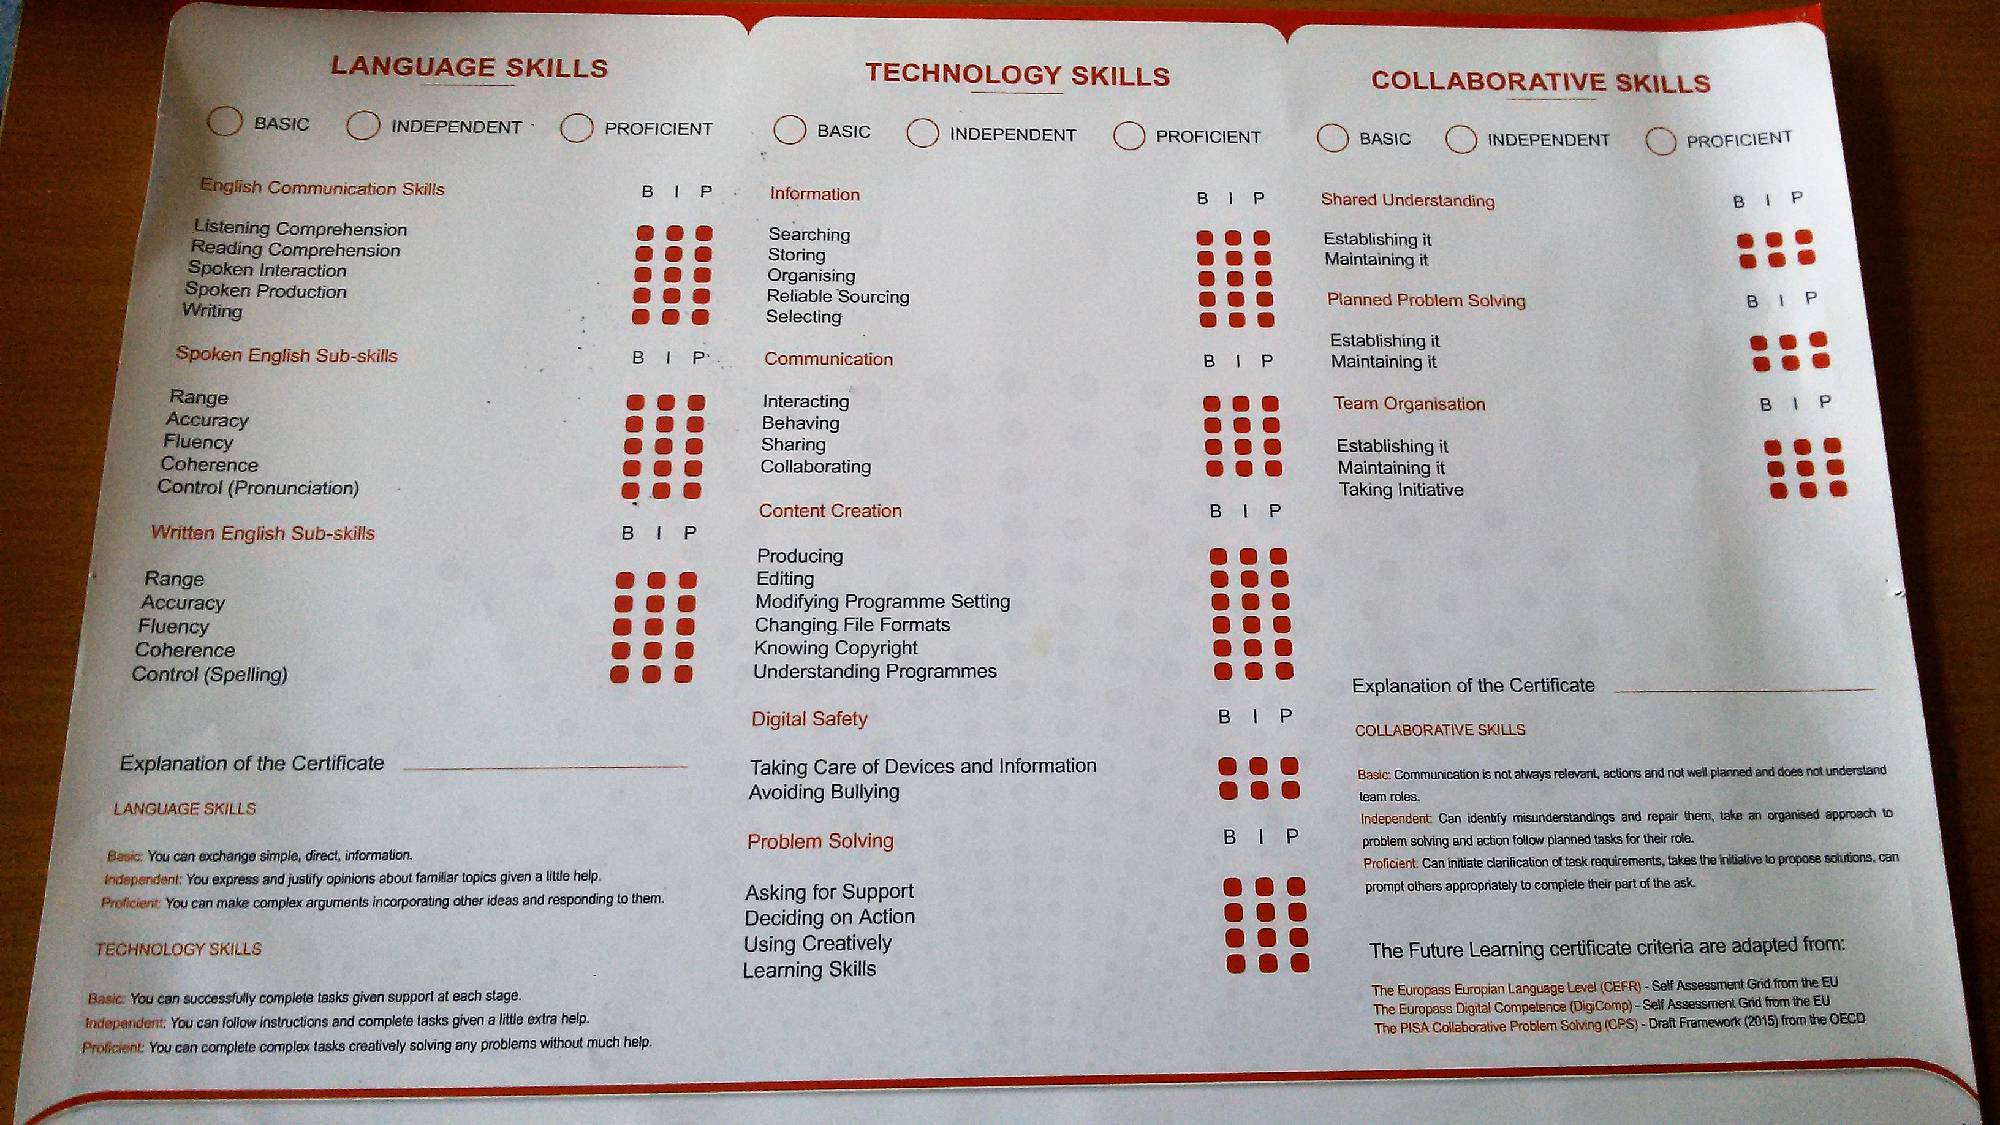 LANGUAGE SKILLS
BASIC INDEPENDENT PROFICIENT
English Communication Skills B I P
Listening Comprehension
Reading Comprehension
Spoken Interaction
Spoken Production
Writing
Spoken English Sub-skills B I P
Range
Accuracy
Fluency
Coherence
Control (Pronunciation)
Written English Sub-skills B I P
Range
Accuracy
Fluency
Coherence
Control (Spelling)
Explanation of the Certificate
LANGUAGE SKILLS
Basic: You can exchange simple, direct, information.
Independent: You express and justify opinions about familiar topics given a little help.
Proficient: You can make complex arguments incorporating other ideas and responding to them.
TECHNOLOGY SKILLS
Basic: You can successfully complete tasks given support at each stage.
Independent: You can follow instructions and complete tasks given a little extra help.
Proficient: You can complete complex tasks creatively solving any problems without much help.
TECHNOLOGY SKILLS
BASIC INDEPENDENT PROFICIENT
Information B I P
Searching
Storing
Organising
Reliable Sourcing
Selecting
Communication B I P
Interacting
Behaving
Sharing
Collaborating
Content Creation B I P
Producing
Editing
Modifying Programme Setting
Changing File Formats
Knowing Copyright
Understanding Programmes
Digital Safety B I P
Taking Care of Devices and Information
Avoiding Bullying
Problem Solving B I P
Asking for Support
Deciding on Action
Using Creatively
Learning Skills
COLLABORATIVE SKILLS
BASIC INDEPENDENT PROFICIENT
Shared Understanding B I P
Establishing it
Maintaining it
Planned Problem Solving B I P
Establishing it
Maintaining it
Team Organisation B I P
Establishing it
Maintaining it
Taking Initiative
Explanation of the Certificate
COLLABORATIVE SKILLS
Basic: Communication is not always relevant, actions and not well planned and does not understand
team roles.
Independent: Can identify misunderstandings and repair them, take an organised approach to
problem solving and action follow planned tasks for their role.
Proficient: Can initiate clarification of task requirements, takes the initiative to propose solutions, can
prompt others appropriately to complete their part of the ask.
The Future Learning certificate criteria are adapted from:
The Europass Europian Language Level (CEFR) - Self Assessment Grid from the EU
The Europass Digital Competence (DigiComp) - Self Assessment Grid from the EU
The PISA Collaborative Problem Solving (CPS) - Draft Framework (2015) from the OECD